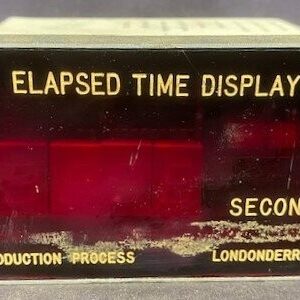 ELAPSED TIME DISPLAY
SECON
ODUCTION PROCESS LONDONDERR